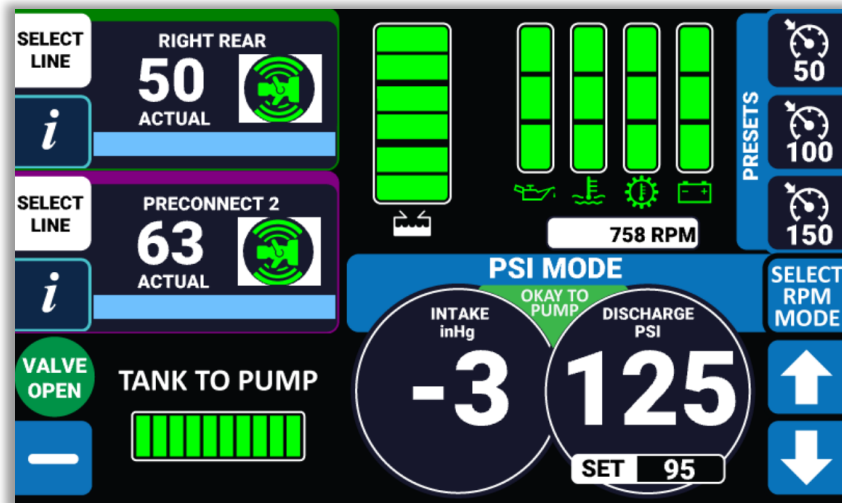 SELECT
LINE
RIGHT REAR
50
ACTUAL
i
SELECT
LINE
PRECONNECT 2
63
ACTUAL
i
VALVE
OPEN
TANK TO PUMP
758 RPM
PSI MODE
OKAY TO
PUMP
INTAKE
inHg
-3
DISCHARGE
PSI
125
SET 95
PRESETS
50
100
150
SELECT
RPM
MODE